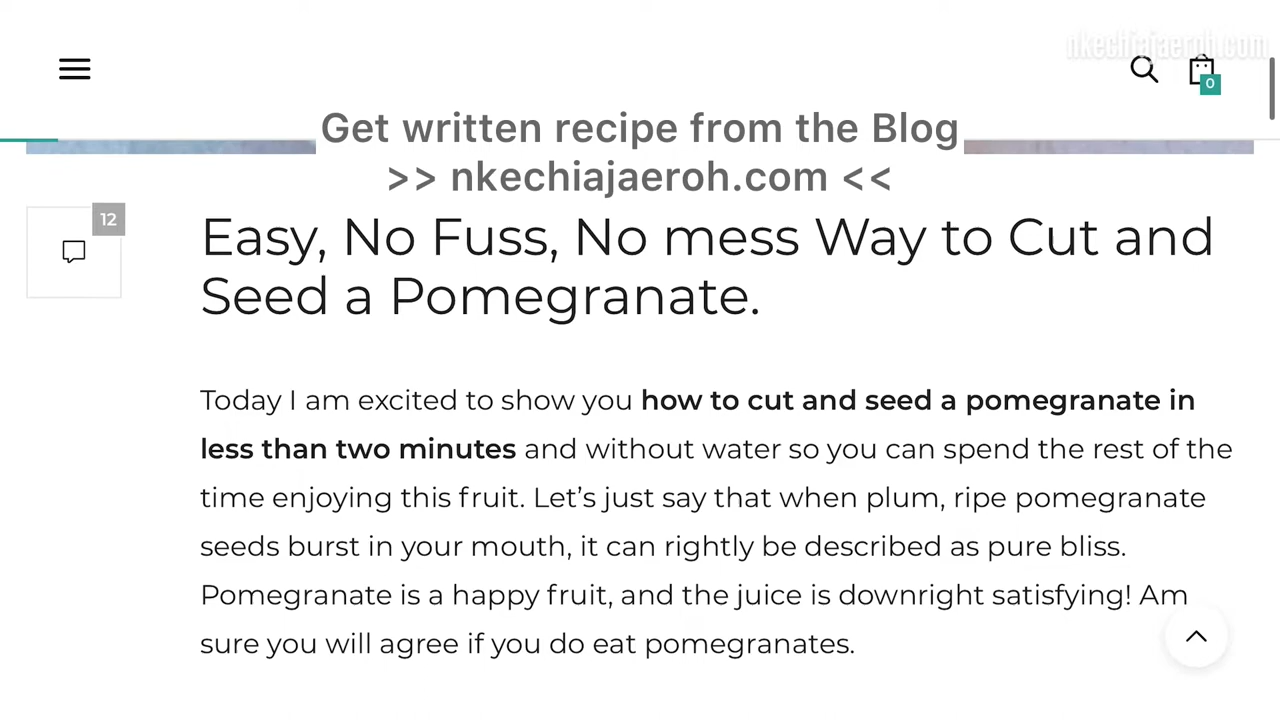 nkechiajaeroh.com
0
Get written recipe from the Blog
>> nkechiajaeroh.com <<
12
Easy, No Fuss, No mess Way to Cut and
Seed a Pomegranate.
Today I am excited to show you how to cut and seed a pomegranate in
less than two minutes and without water so you can spend the rest of the
time enjoying this fruit. Let’s just say that when plum, ripe pomegranate
seeds burst in your mouth, it can rightly be described as pure bliss.
Pomegranate is a happy fruit, and the juice is downright satisfying! Am
sure you will agree if you do eat pomegranates.